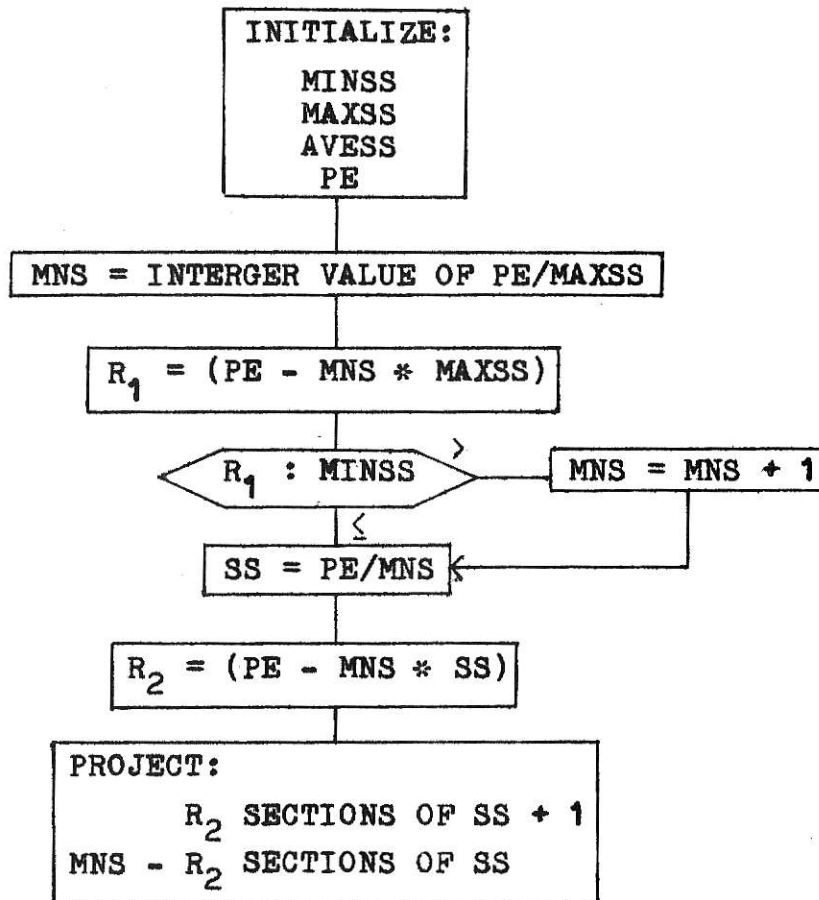 INITIALIZE:
MINSS
MAXSS
AVESS
PE
MNS = INTERGER VALUE OF PE/MAXSS
R₁ = (PE - MNS * MAXSS)
>
R₁ : MINSS
MNS = MNS + 1
≤
SS = PE/MNS
R₂ = (PE - MNS * SS)
PROJECT:
R₂ SECTIONS OF SS + 1
MNS - R₂ SECTIONS OF SS